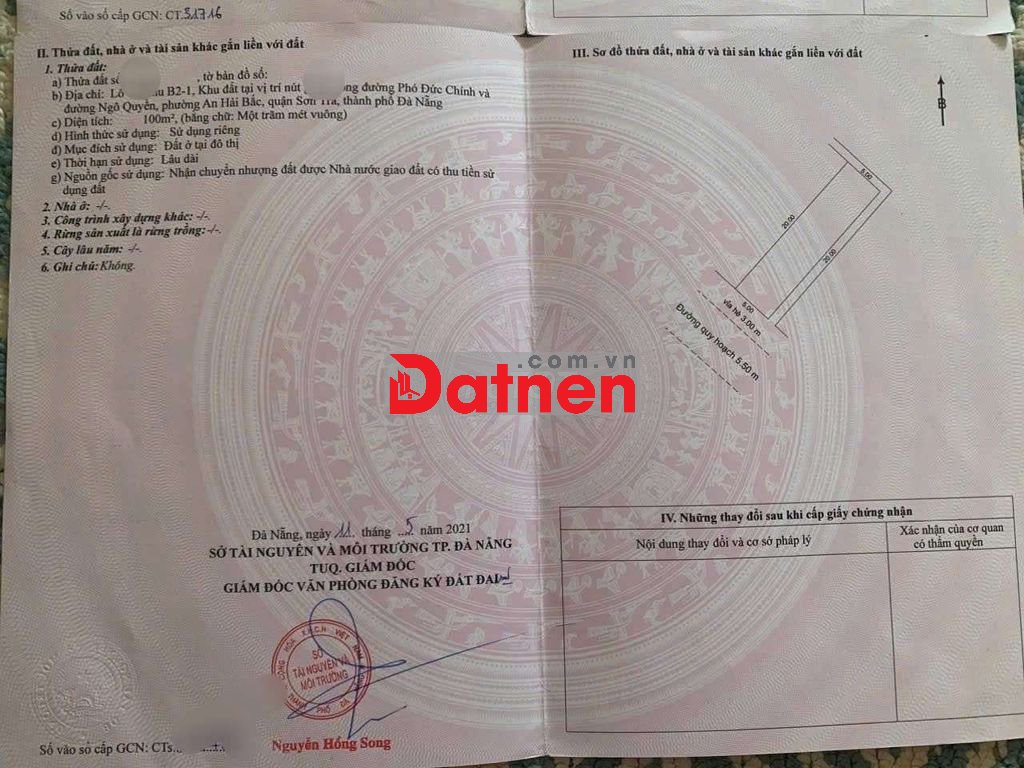 Số vào sổ cấp GCN: CT.31716
II. Thửa đất, nhà ở và tài sản khác gắn liền với đất
1. Thửa đất:
a) Thửa đất số , tờ bản đồ số:
b) Địa chỉ: Lô B2-1, Khu đất tại vị trí nút đường Phó Đức Chính và
đường Ngô Quyền, phường An Hải Bắc, quận Sơn Trà, thành phố Đà Nẵng
c) Diện tích: 100m², (bằng chữ: Một trăm mét vuông)
d) Hình thức sử dụng: Sử dụng riêng
đ) Mục đích sử dụng: Đất ở tại đô thị
e) Thời hạn sử dụng: Lâu dài
g) Nguồn gốc sử dụng: Nhận chuyển nhượng đất được Nhà nước giao đất có thu tiền sử
dụng đất
2. Nhà ở: -/-.
3. Công trình xây dựng khác: -/-.
4. Rừng sản xuất là rừng trồng: -/-.
5. Cây lâu năm: -/-.
6. Ghi chú: Không.
Đà Nẵng, ngày 11 tháng 5 năm 2021
SỞ TÀI NGUYÊN VÀ MÔI TRƯỜNG TP. ĐÀ NẴNG
TUQ. GIÁM ĐỐC
GIÁM ĐỐC VĂN PHÒNG ĐĂNG KÝ ĐẤT ĐAI
SỞ
TÀI NGUYÊN VÀ
MÔI TRƯỜNG
Nguyễn Hồng Song
Số vào sổ cấp GCN: CTs
III. Sơ đồ thửa đất, nhà ở và tài sản khác gắn liền với đất
B
5.00
20.00
20.00
5.00
vỉa hè 3.00 m
Đường quy hoạch 5.50 m
.com.vn
Datnen
IV. Những thay đổi sau khi cấp giấy chứng nhận
Nội dung thay đổi và cơ sở pháp lý
Xác nhận của cơ quan
có thẩm quyền